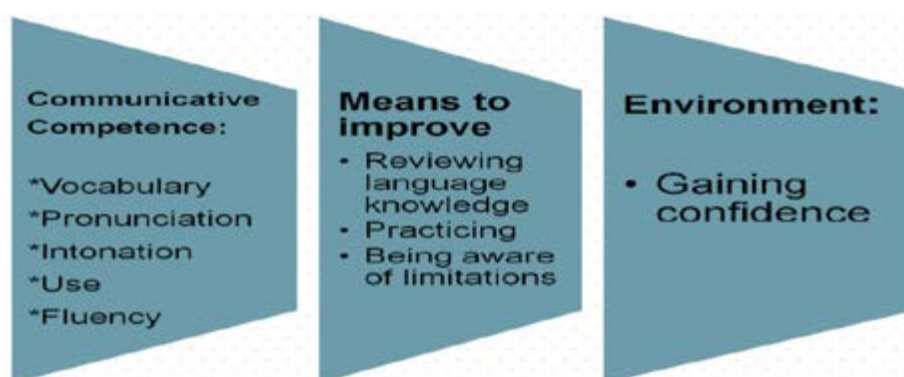 Communicative
Competence:
*Vocabulary
*Pronunciation
*Intonation
*Use
*Fluency
Means to
improve
• Reviewing
language
knowledge
• Practicing
• Being aware
of limitations
Environment:
• Gaining
confidence